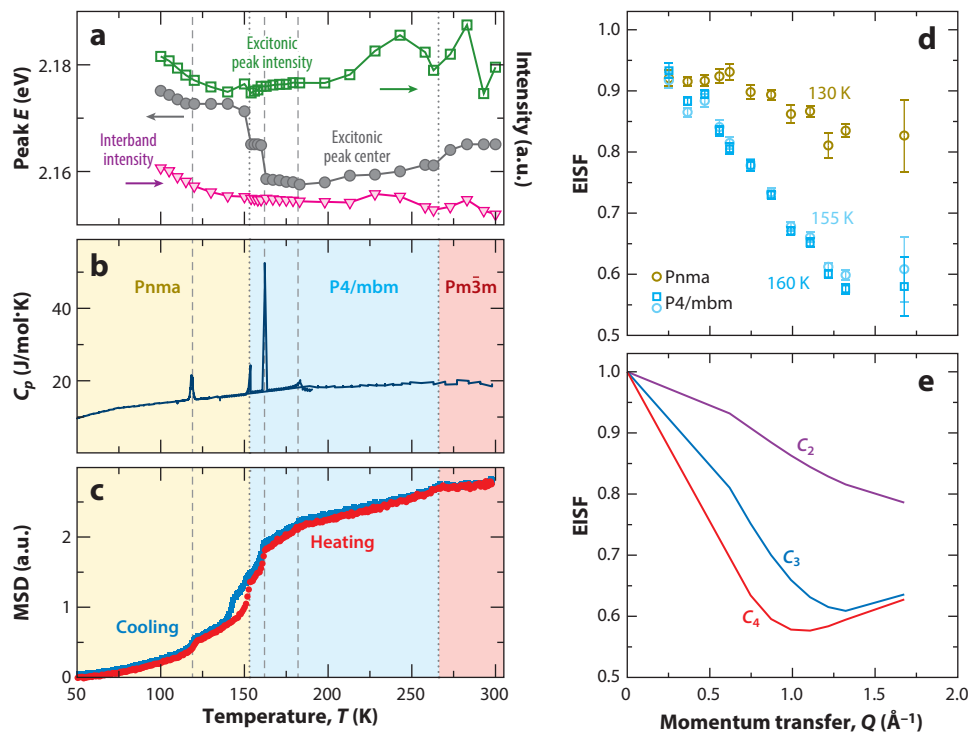 a
Peak E (eV)
2.18
2.16
Excitonic
peak intensity
Interband
intensity
Excitonic
peak center
Intensity (a.u.)
b
Pnma
P4/mbm
Pm3̄m
Cp (J/mol·K)
40
20
c
MSD (a.u.)
2
1
0
Heating
Cooling
50
100
150
200
250
300
Temperature, T (K)
d
EISF
1.0
0.9
0.8
0.7
0.6
0.5
130 K
155 K
160 K
Pnma
P4/mbm
e
EISF
1.0
0.9
0.8
0.7
0.6
0.5
C2
C3
C4
0
0.5
1.0
1.5
2.0
Momentum transfer, Q (Å−1)